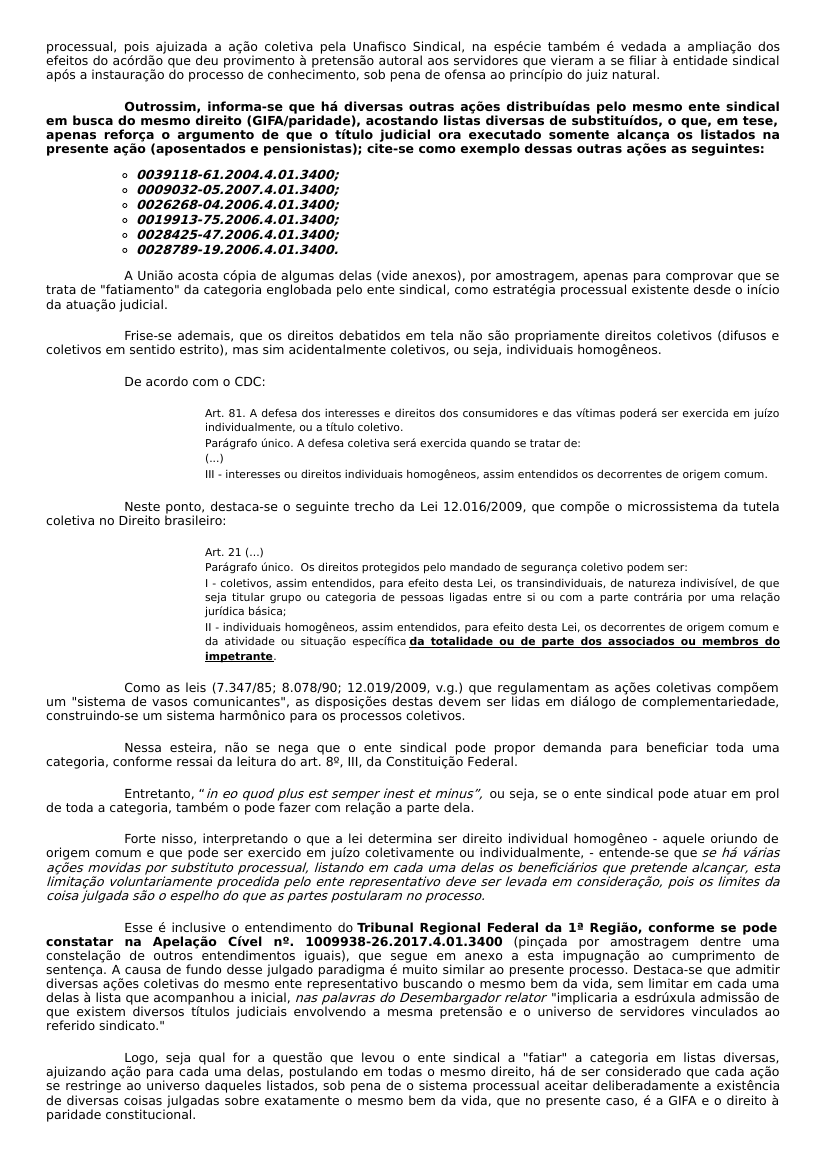 processual, pois ajuizada a ação coletiva pela Unafisco Sindical, na espécie também é vedada a ampliação dos
efeitos do acórdão que deu provimento à pretensão autoral aos servidores que vieram a se filiar à entidade sindical
após a instauração do processo de conhecimento, sob pena de ofensa ao princípio do juiz natural.
Outrossim, informa-se que há diversas outras ações distribuídas pelo mesmo ente sindical
em busca do mesmo direito (GIFA/paridade), acostando listas diversas de substituídos, o que, em tese,
apenas reforça o argumento de que o título judicial ora executado somente alcança os listados na
presente ação (aposentados e pensionistas); cite-se como exemplo dessas outras ações as seguintes:
0039118-61.2004.4.01.3400;
0009032-05.2007.4.01.3400;
0026268-04.2006.4.01.3400;
0019913-75.2006.4.01.3400;
0028425-47.2006.4.01.3400;
0028789-19.2006.4.01.3400.
A União acosta cópia de algumas delas (vide anexos), por amostragem, apenas para comprovar que se
trata de "fatiamento" da categoria englobada pelo ente sindical, como estratégia processual existente desde o início
da atuação judicial.
Frise-se ademais, que os direitos debatidos em tela não são propriamente direitos coletivos (difusos e
coletivos em sentido estrito), mas sim acidentalmente coletivos, ou seja, individuais homogêneos.
De acordo com o CDC:
Art. 81. A defesa dos interesses e direitos dos consumidores e das vítimas poderá ser exercida em juízo
individualmente, ou a título coletivo.
Parágrafo único. A defesa coletiva será exercida quando se tratar de:
(...)
III - interesses ou direitos individuais homogêneos, assim entendidos os decorrentes de origem comum.
Neste ponto, destaca-se o seguinte trecho da Lei 12.016/2009, que compõe o microssistema da tutela
coletiva no Direito brasileiro:
Art. 21 (...)
Parágrafo único. Os direitos protegidos pelo mandado de segurança coletivo podem ser:
I - coletivos, assim entendidos, para efeito desta Lei, os transindividuais, de natureza indivisível, de que
seja titular grupo ou categoria de pessoas ligadas entre si ou com a parte contrária por uma relação
jurídica básica;
II - individuais homogêneos, assim entendidos, para efeito desta Lei, os decorrentes de origem comum e
da atividade ou situação específica da totalidade ou de parte dos associados ou membros do
impetrante.
Como as leis (7.347/85; 8.078/90; 12.019/2009, v.g.) que regulamentam as ações coletivas compõem
um "sistema de vasos comunicantes", as disposições destas devem ser lidas em diálogo de complementariedade,
construindo-se um sistema harmônico para os processos coletivos.
Nessa esteira, não se nega que o ente sindical pode propor demanda para beneficiar toda uma
categoria, conforme ressai da leitura do art. 8º, III, da Constituição Federal.
Entretanto, “in eo quod plus est semper inest et minus”, ou seja, se o ente sindical pode atuar em prol
de toda a categoria, também o pode fazer com relação a parte dela.
Forte nisso, interpretando o que a lei determina ser direito individual homogêneo - aquele oriundo de
origem comum e que pode ser exercido em juízo coletivamente ou individualmente, - entende-se que se há várias
ações movidas por substituto processual, listando em cada uma delas os beneficiários que pretende alcançar, esta
limitação voluntariamente procedida pelo ente representativo deve ser levada em consideração, pois os limites da
coisa julgada são o espelho do que as partes postularam no processo.
Esse é inclusive o entendimento do Tribunal Regional Federal da 1ª Região, conforme se pode
constatar na Apelação Cível nº. 1009938-26.2017.4.01.3400 (pinçada por amostragem dentre uma
constelação de outros entendimentos iguais), que segue em anexo a esta impugnação ao cumprimento de
sentença. A causa de fundo desse julgado paradigma é muito similar ao presente processo. Destaca-se que admitir
diversas ações coletivas do mesmo ente representativo buscando o mesmo bem da vida, sem limitar em cada uma
delas à lista que acompanhou a inicial, nas palavras do Desembargador relator "implicaria a esdrúxula admissão de
que existem diversos títulos judiciais envolvendo a mesma pretensão e o universo de servidores vinculados ao
referido sindicato."
Logo, seja qual for a questão que levou o ente sindical a "fatiar" a categoria em listas diversas,
ajuizando ação para cada uma delas, postulando em todas o mesmo direito, há de ser considerado que cada ação
se restringe ao universo daqueles listados, sob pena de o sistema processual aceitar deliberadamente a existência
de diversas coisas julgadas sobre exatamente o mesmo bem da vida, que no presente caso, é a GIFA e o direito à
paridade constitucional.